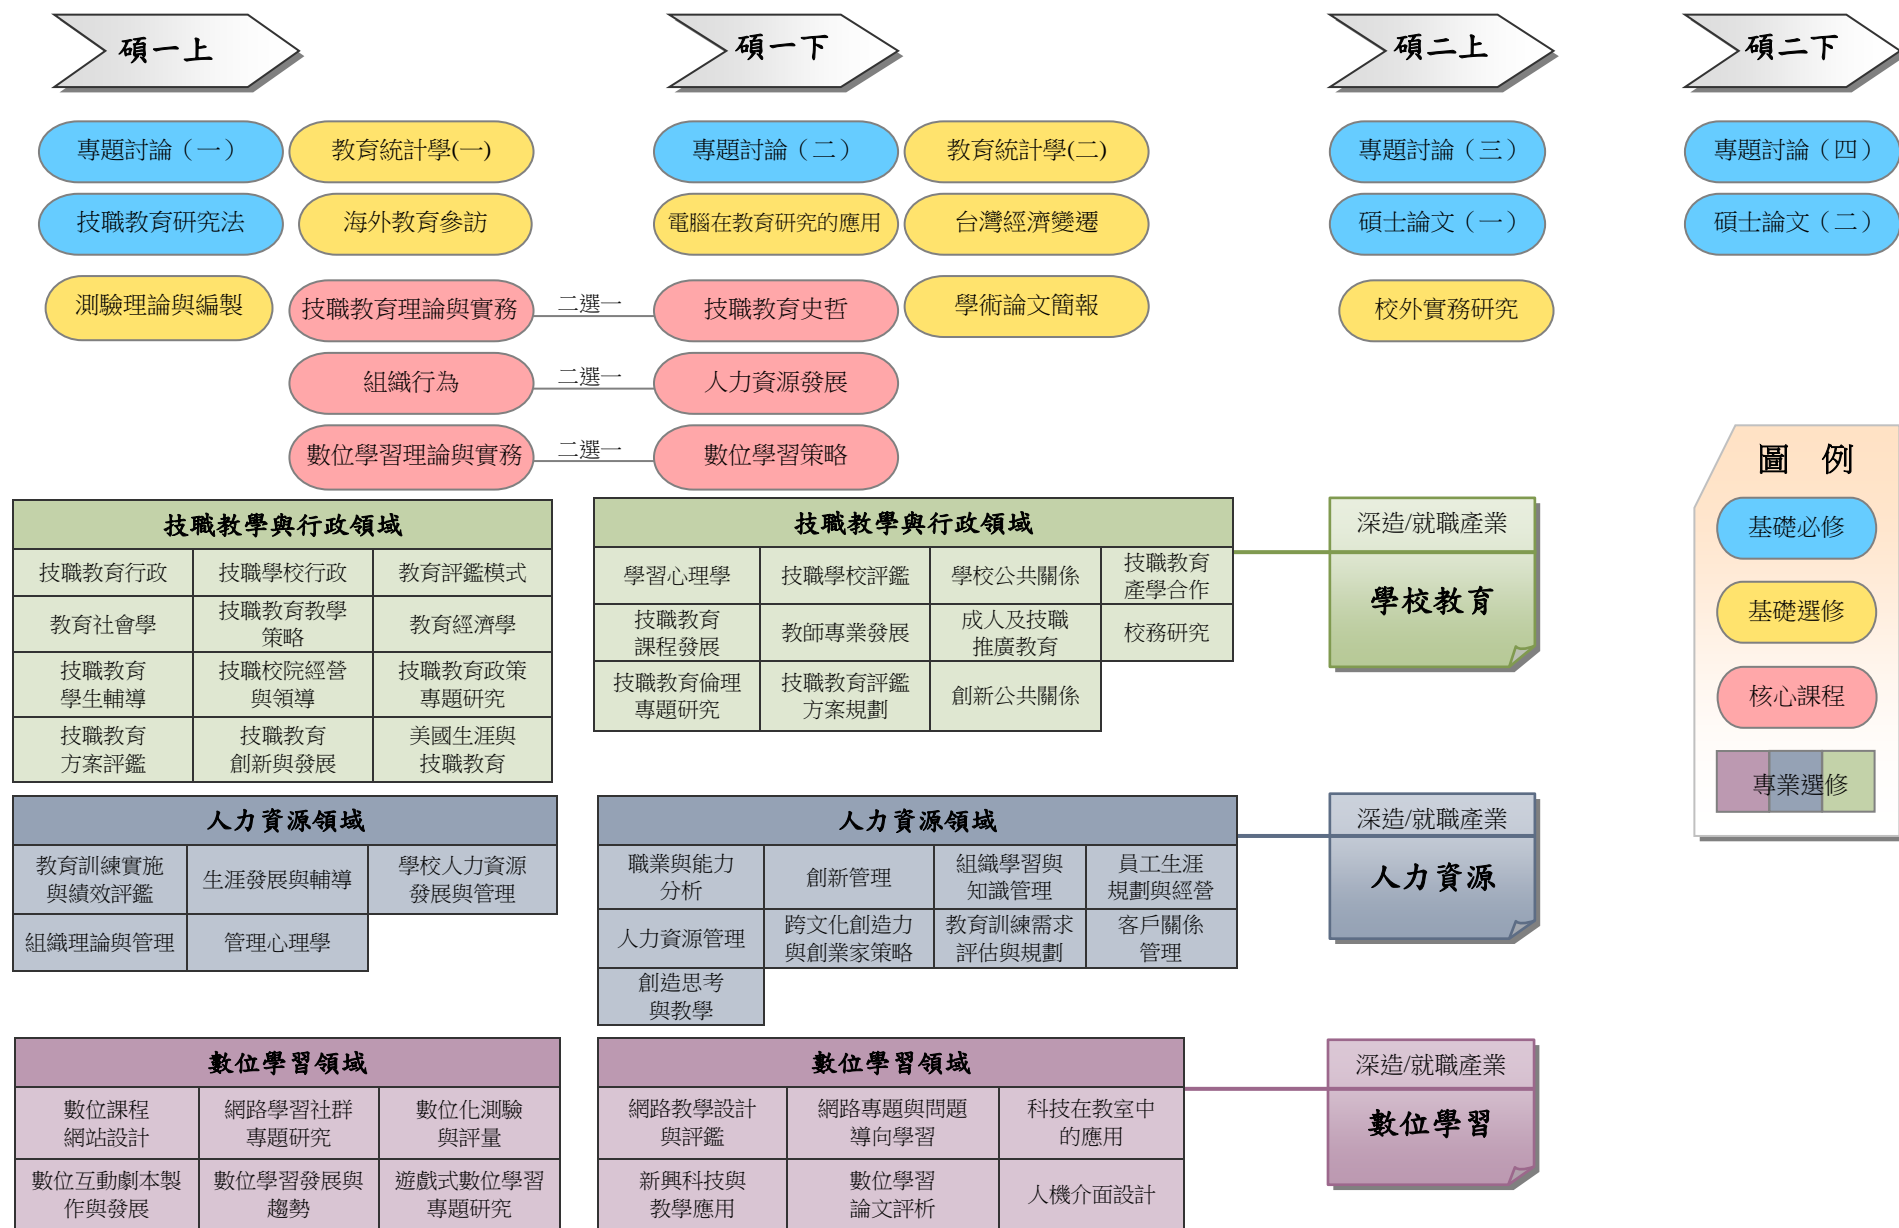 碩一上
碩一下
碩二上
碩二下
專題討論（一）
教育統計學(一)
專題討論（二）
教育統計學(二)
專題討論（三）
專題討論（四）
技職教育研究法
海外教育參訪
電腦在教育研究的應用
台灣經濟變遷
碩士論文（一）
碩士論文（二）
測驗理論與編製
技職教育理論與實務
二選一
技職教育史哲
學術論文簡報
校外實務研究
組織行為
二選一
人力資源發展
數位學習理論與實務
二選一
數位學習策略
圖 例
基礎必修
基礎選修
核心課程
專業選修
技職教學與行政領域
技職教育行政
技職學校行政
教育評鑑模式
教育社會學
技職教育教學
策略
教育經濟學
技職教育
學生輔導
技職校院經營
與領導
技職教育政策
專題研究
技職教育
方案評鑑
技職教育
創新與發展
美國生涯與
技職教育
技職教學與行政領域
學習心理學
技職學校評鑑
學校公共關係
技職教育
產學合作
技職教育
課程發展
教師專業發展
成人及技職
推廣教育
校務研究
技職教育倫理
專題研究
技職教育評鑑
方案規劃
創新公共關係
深造/就職產業
學校教育
人力資源領域
教育訓練實施
與績效評鑑
生涯發展與輔導
學校人力資源
發展與管理
組織理論與管理
管理心理學
人力資源領域
職業與能力
分析
創新管理
組織學習與
知識管理
員工生涯
規劃與經營
人力資源管理
跨文化創造力
與創業家策略
教育訓練需求
評估與規劃
客戶關係
管理
創造思考
與教學
深造/就職產業
人力資源
數位學習領域
數位課程
網站設計
網路學習社群
專題研究
數位化測驗
與評量
數位互動劇本製
作與發展
數位學習發展與
趨勢
遊戲式數位學習
專題研究
數位學習領域
網路教學設計
與評鑑
網路專題與問題
導向學習
科技在教室中
的應用
新興科技與
教學應用
數位學習
論文評析
人機介面設計
深造/就職產業
數位學習